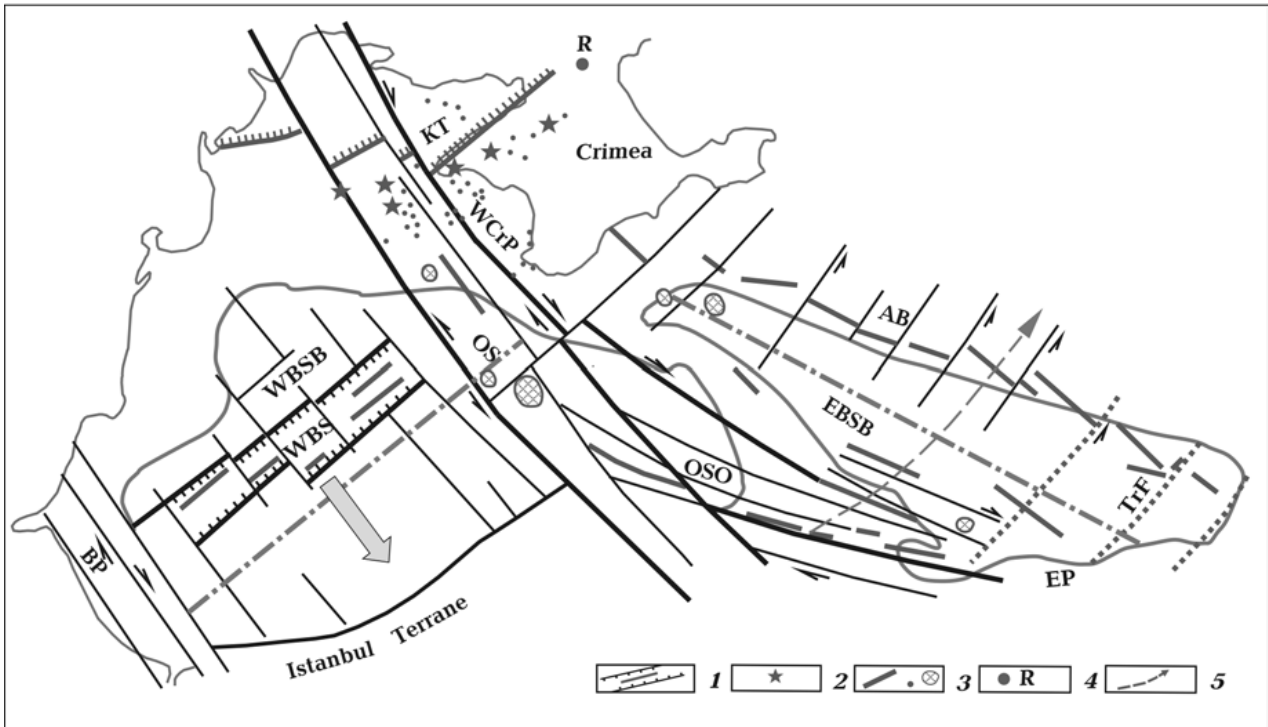 R
KT
Crimea
WCrP
AB
OS
WBSB
EBSB
WBS
OSO
TrF
BP
EP
Istanbul Terrane
1
2
3
R
4
5